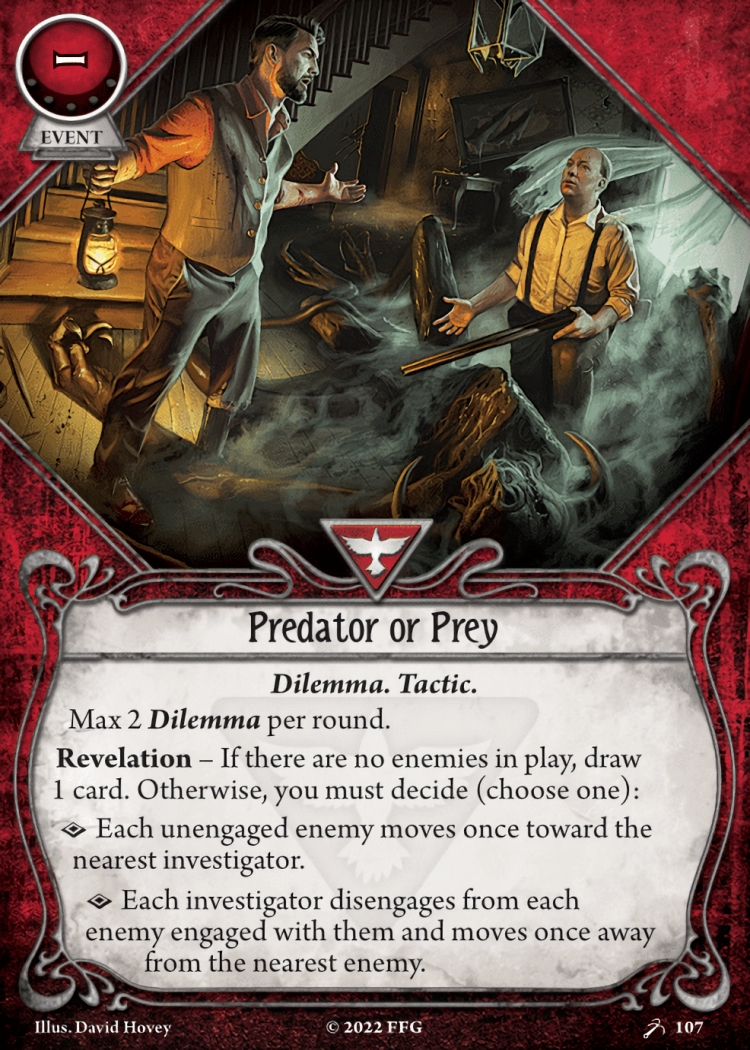 –
EVENT
Predator or Prey
Dilemma. Tactic.
Max 2 Dilemma per round.
Revelation – If there are no enemies in play, draw
1 card. Otherwise, you must decide (choose one):
Each unengaged enemy moves once toward the
nearest investigator.
Each investigator disengages from each
enemy engaged with them and moves once away
from the nearest enemy.
Illus. David Hovey © 2022 FFG 107